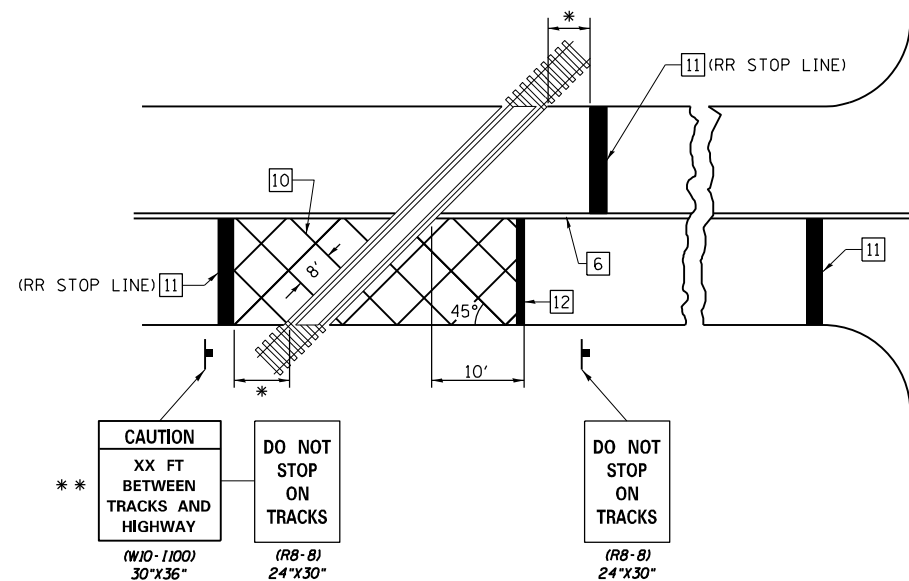 *
11 (RR STOP LINE)
10
8'
6
11
(RR STOP LINE) 11
45°
12
*
10'
**
CAUTION
XX FT
BETWEEN
TRACKS AND
HIGHWAY
(W10-I100)
30"X36"
DO NOT
STOP
ON
TRACKS
(R8-8)
24"X30"
DO NOT
STOP
ON
TRACKS
(R8-8)
24"X30"